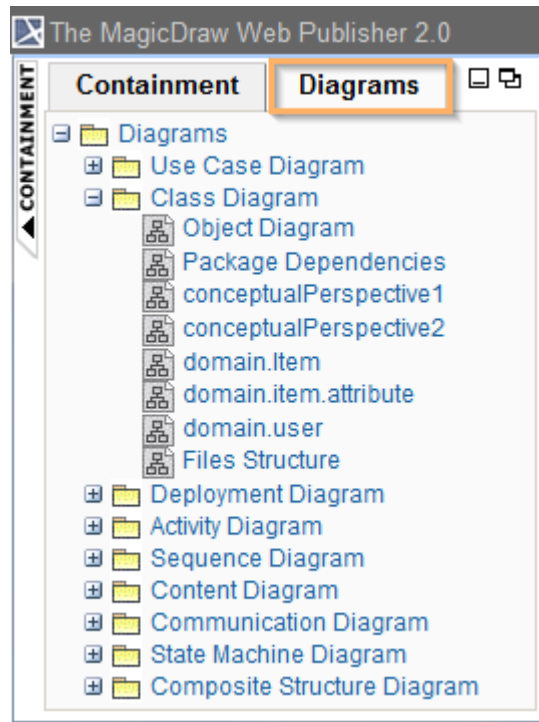 The MagicDraw Web Publisher 2.0
CONTAINMENT
Containment
Diagrams
Diagrams
Use Case Diagram
Class Diagram
Object Diagram
Package Dependencies
conceptualPerspective1
conceptualPerspective2
domain.Item
domain.item.attribute
domain.user
Files Structure
Deployment Diagram
Activity Diagram
Sequence Diagram
Content Diagram
Communication Diagram
State Machine Diagram
Composite Structure Diagram